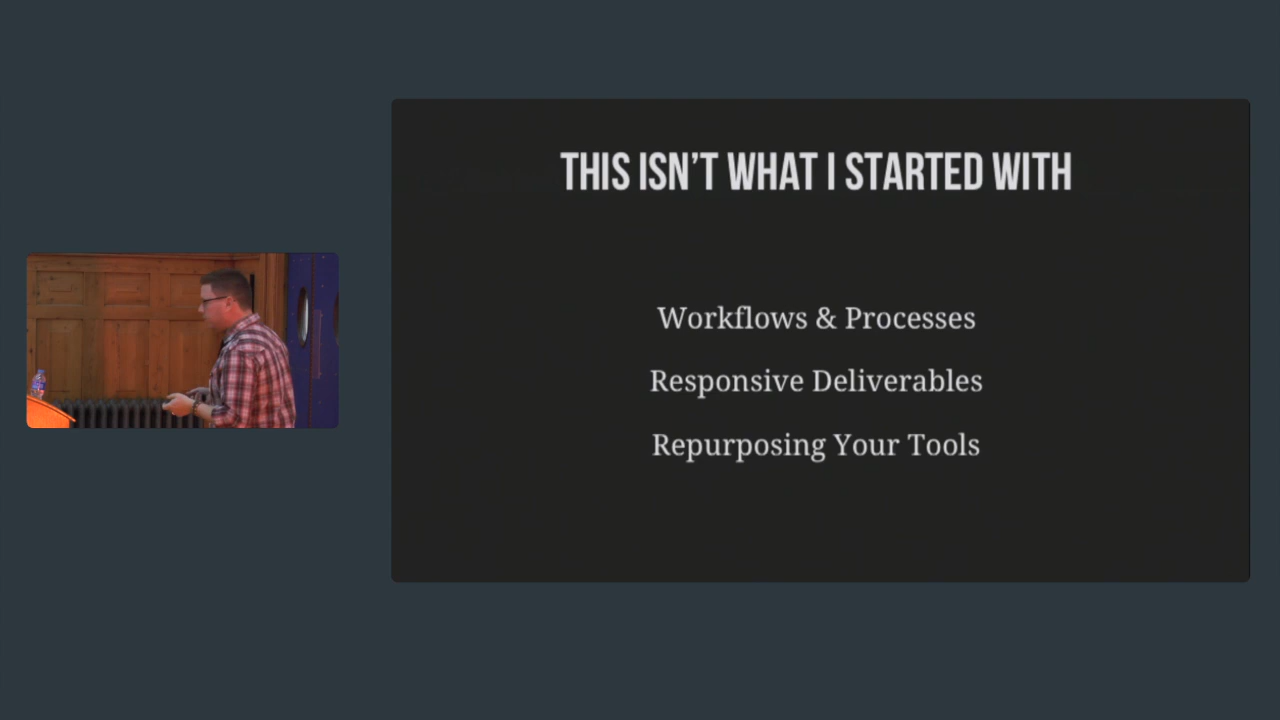 THIS ISN'T WHAT I STARTED WITH
Workflows & Processes
Responsive Deliverables
Repurposing Your Tools